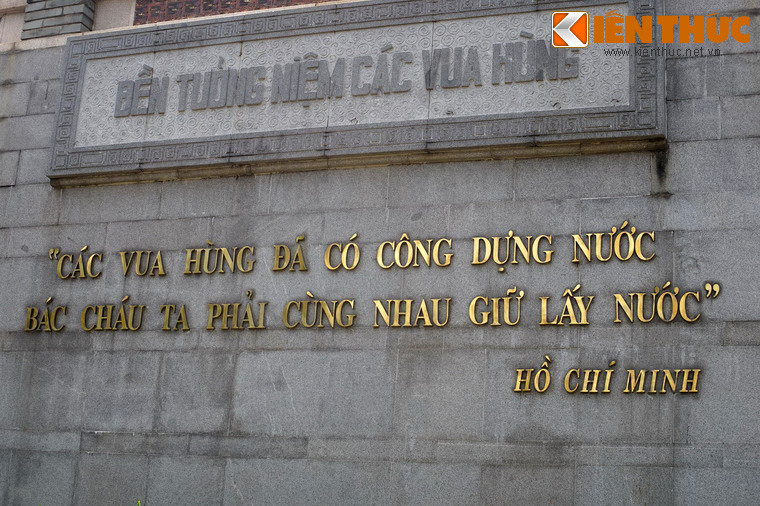 KIẾN THỨC
www.kienthuc.net.vn
ĐỀN TƯỞNG NIỆM CÁC VUA HÙNG
“CÁC VUA HÙNG ĐÃ CÓ CÔNG DỰNG NƯỚC
BÁC CHÁU TA PHẢI CÙNG NHAU GIỮ LẤY NƯỚC”
HỒ CHÍ MINH